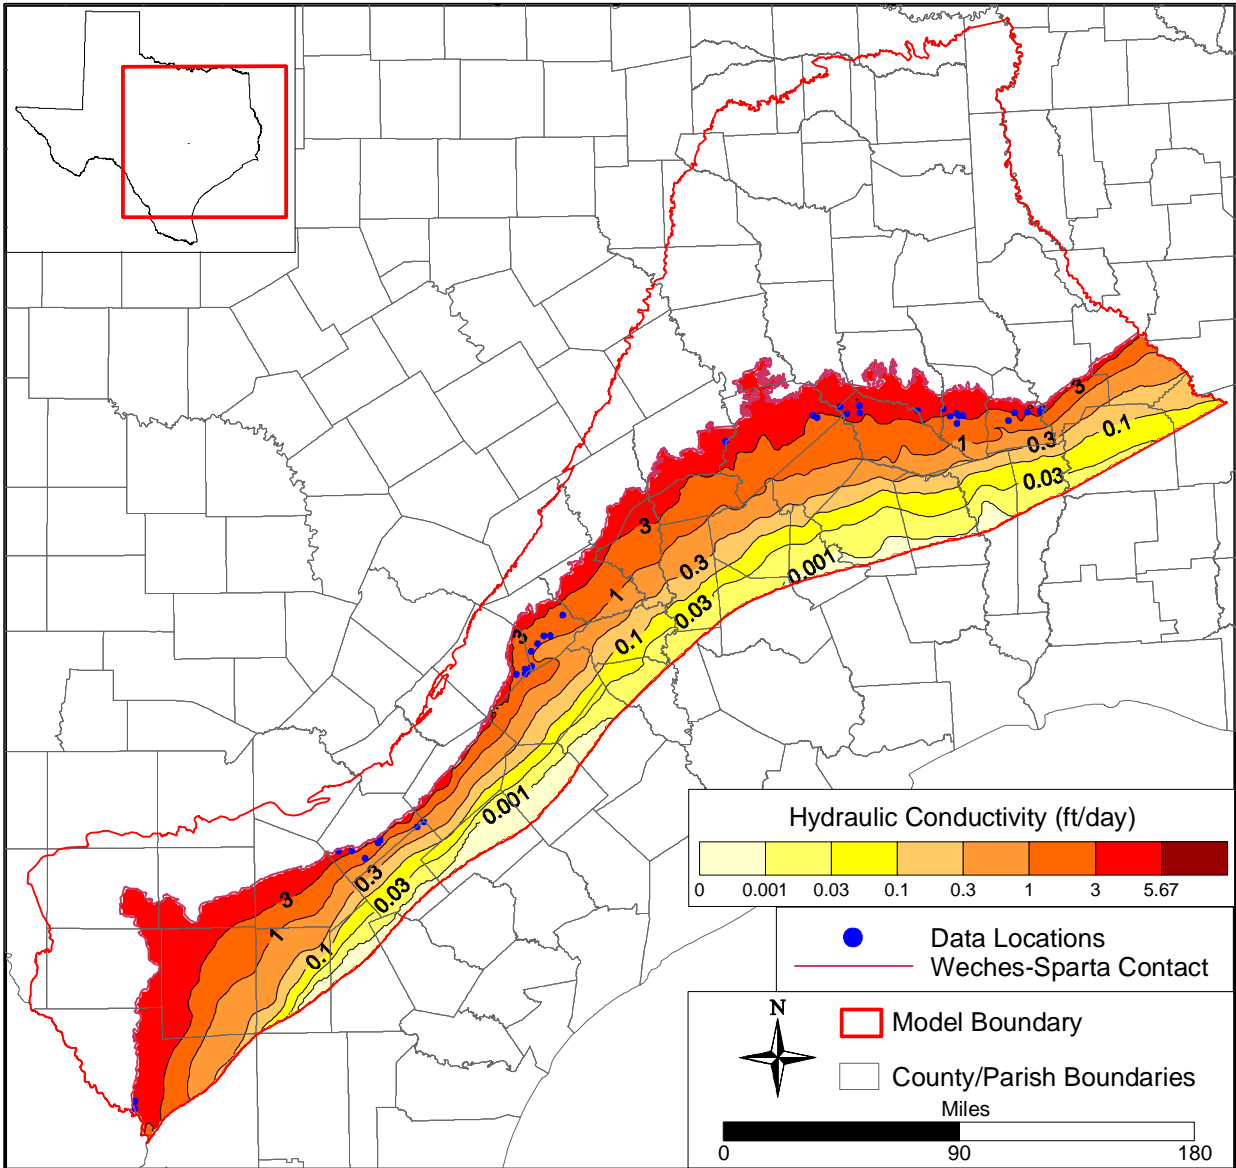 3
0.1
1
0.3
0.03
3
0.3
0.001
1
0.03
3
0.1
0.001
0.3
0.03
3
1
0.1
Hydraulic Conductivity (ft/day)
0 0.001 0.03 0.1 0.3 1 3 5.67
Data Locations
Weches-Sparta Contact
N
Model Boundary
County/Parish Boundaries
Miles
0 90 180